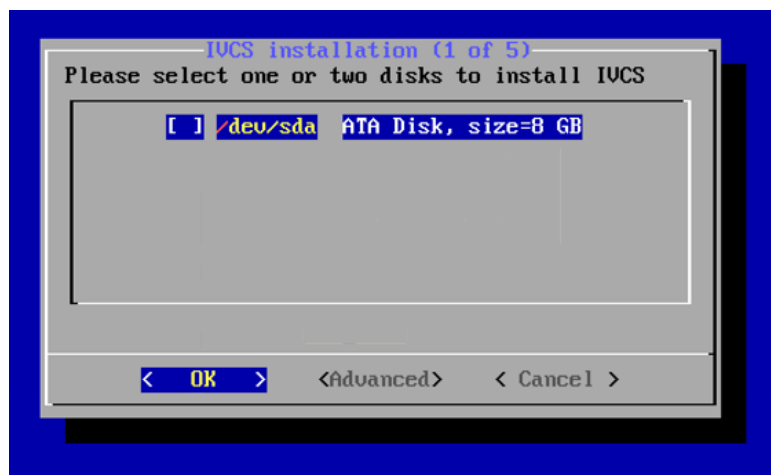 IVCS installation (1 of 5)
Please select one or two disks to install IVCS
[ ] /dev/sda ATA Disk, size=8 GB
< OK > <Advanced> < Cancel >